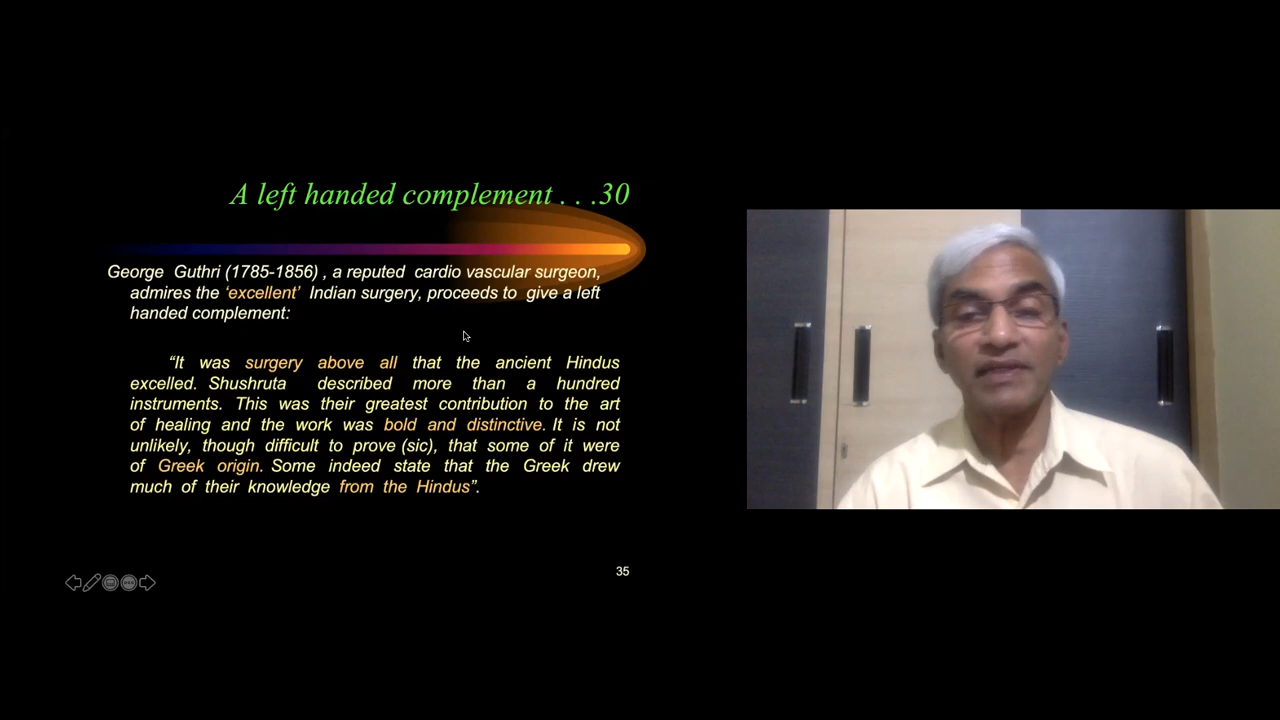 A left handed complement . . .30
George Guthri (1785-1856) , a reputed cardio vascular surgeon,
admires the ‘excellent’ Indian surgery, proceeds to give a left
handed complement:
“It was surgery above all that the ancient Hindus
excelled. Shushruta described more than a hundred
instruments. This was their greatest contribution to the art
of healing and the work was bold and distinctive. It is not
unlikely, though difficult to prove (sic), that some of it were
of Greek origin. Some indeed state that the Greek drew
much of their knowledge from the Hindus”.
35